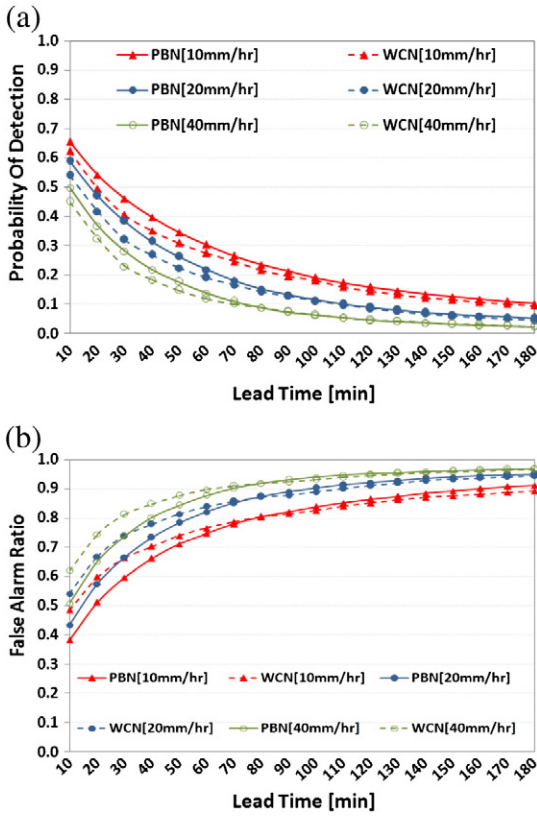 (a)
1.0
0.9
0.8
0.7
0.6
0.5
0.4
0.3
0.2
0.1
0.0
Probability Of Detection
PBN[10mm/hr] WCN[10mm/hr]
PBN[20mm/hr] WCN[20mm/hr]
PBN[40mm/hr] WCN[40mm/hr]
10 20 30 40 50 60 70 80 90 100 110 120 130 140 150 160 170 180
Lead Time [min]
(b)
1.0
0.9
0.8
0.7
0.6
0.5
0.4
0.3
0.2
0.1
0.0
False Alarm Ratio
PBN[10mm/hr] WCN[10mm/hr] PBN[20mm/hr]
WCN[20mm/hr] PBN[40mm/hr] WCN[40mm/hr]
10 20 30 40 50 60 70 80 90 100 110 120 130 140 150 160 170 180
Lead Time [min]